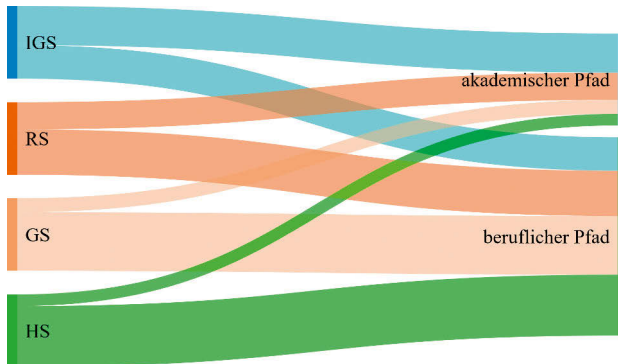 IGS
akademischer Pfad
RS
GS
beruflicher Pfad
HS